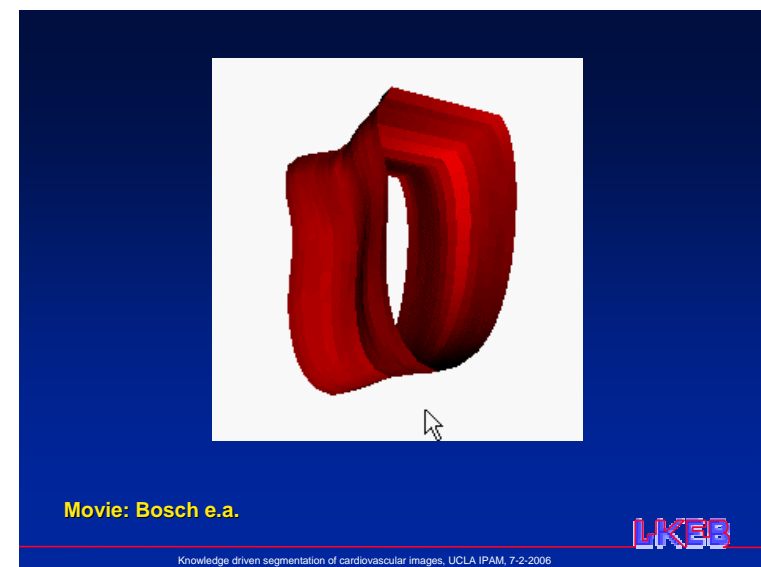 Movie: Bosch e.a.
LKEB
Knowledge driven segmentation of cardiovascular images, UCLA IPAM, 7-2-2006